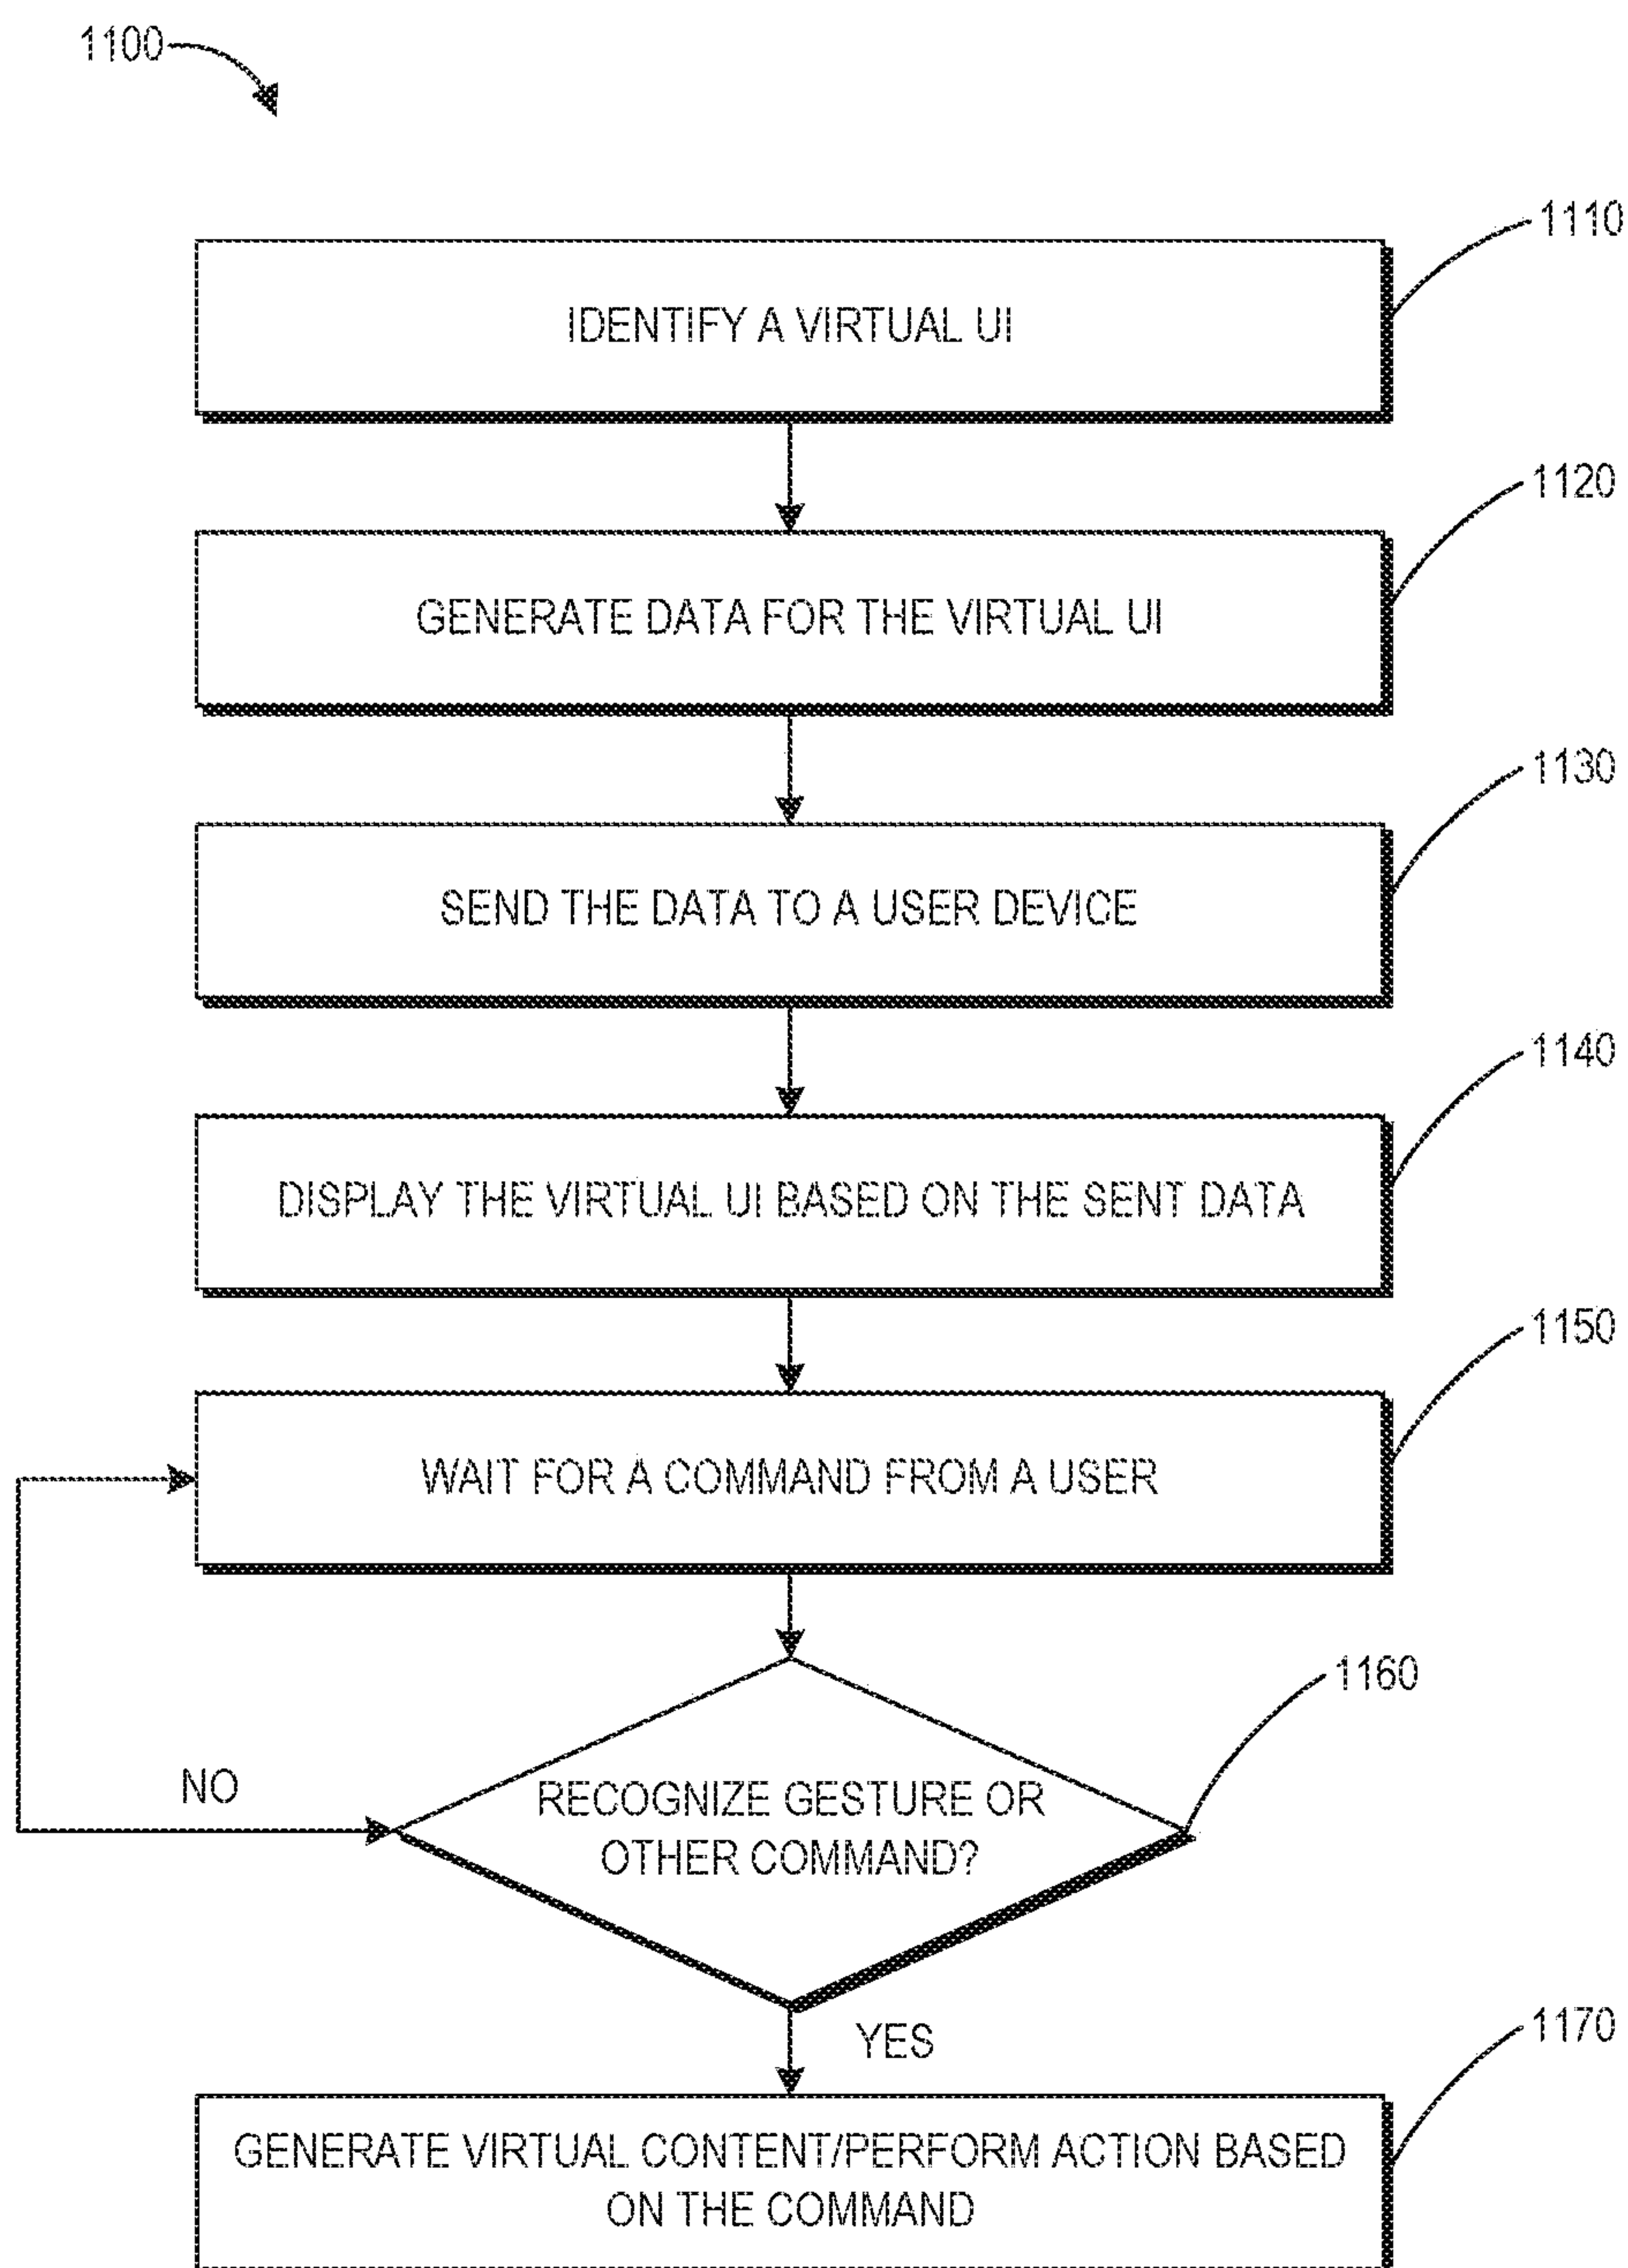 1100
1110
IDENTIFY A VIRTUAL UI
1120
GENERATE DATA FOR THE VIRTUAL UI
1130
SEND THE DATA TO A USER DEVICE
1140
DISPLAY THE VIRTUAL UI BASED ON THE SENT DATA
1150
WAIT FOR A COMMAND FROM A USER
1160
NO
RECOGNIZE GESTURE OR
OTHER COMMAND?
YES
1170
GENERATE VIRTUAL CONTENT/PERFORM ACTION BASED
ON THE COMMAND